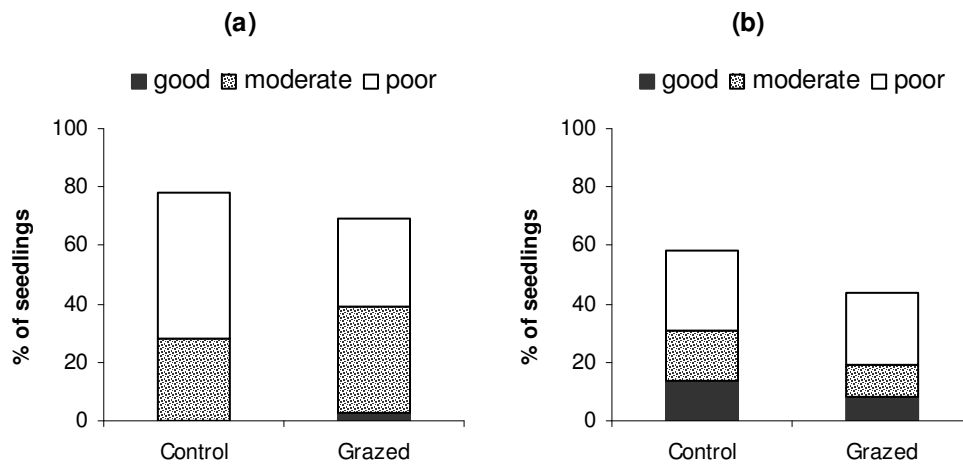 (a)
good moderate poor
% of seedlings
100
80
60
40
20
0
Control Grazed
(b)
good moderate poor
% of seedlings
100
80
60
40
20
0
Control Grazed